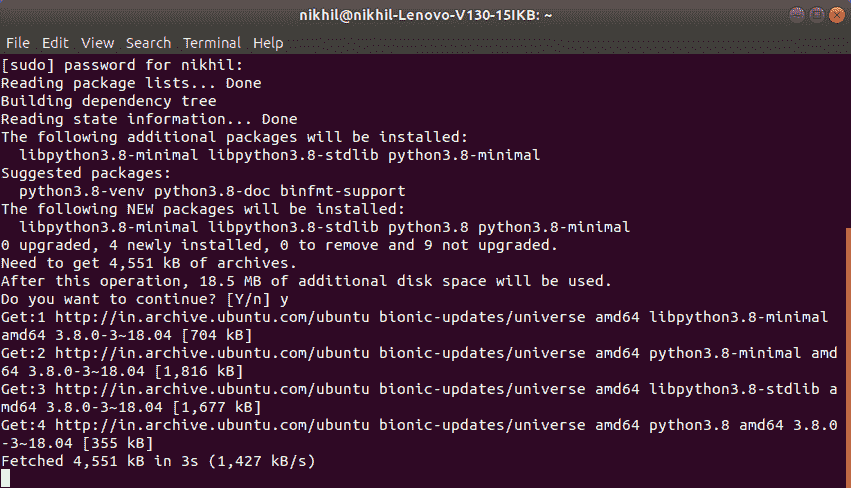 nikhil@nikhil-Lenovo-V130-15IKB: ~
File Edit View Search Terminal Help
[sudo] password for nikhil:
Reading package lists... Done
Building dependency tree
Reading state information... Done
The following additional packages will be installed:
  libpython3.8-minimal libpython3.8-stdlib python3.8-minimal
Suggested packages:
  python3.8-venv python3.8-doc binfmt-support
The following NEW packages will be installed:
  libpython3.8-minimal libpython3.8-stdlib python3.8 python3.8-minimal
0 upgraded, 4 newly installed, 0 to remove and 9 not upgraded.
Need to get 4,551 kB of archives.
After this operation, 18.5 MB of additional disk space will be used.
Do you want to continue? [Y/n] y
Get:1 http://in.archive.ubuntu.com/ubuntu bionic-updates/universe amd64 libpython3.8-minimal
amd64 3.8.0-3~18.04 [704 kB]
Get:2 http://in.archive.ubuntu.com/ubuntu bionic-updates/universe amd64 python3.8-minimal amd
64 3.8.0-3~18.04 [1,816 kB]
Get:3 http://in.archive.ubuntu.com/ubuntu bionic-updates/universe amd64 libpython3.8-stdlib a
md64 3.8.0-3~18.04 [1,677 kB]
Get:4 http://in.archive.ubuntu.com/ubuntu bionic-updates/universe amd64 python3.8 amd64 3.8.0
-3~18.04 [355 kB]
Fetched 4,551 kB in 3s (1,427 kB/s)